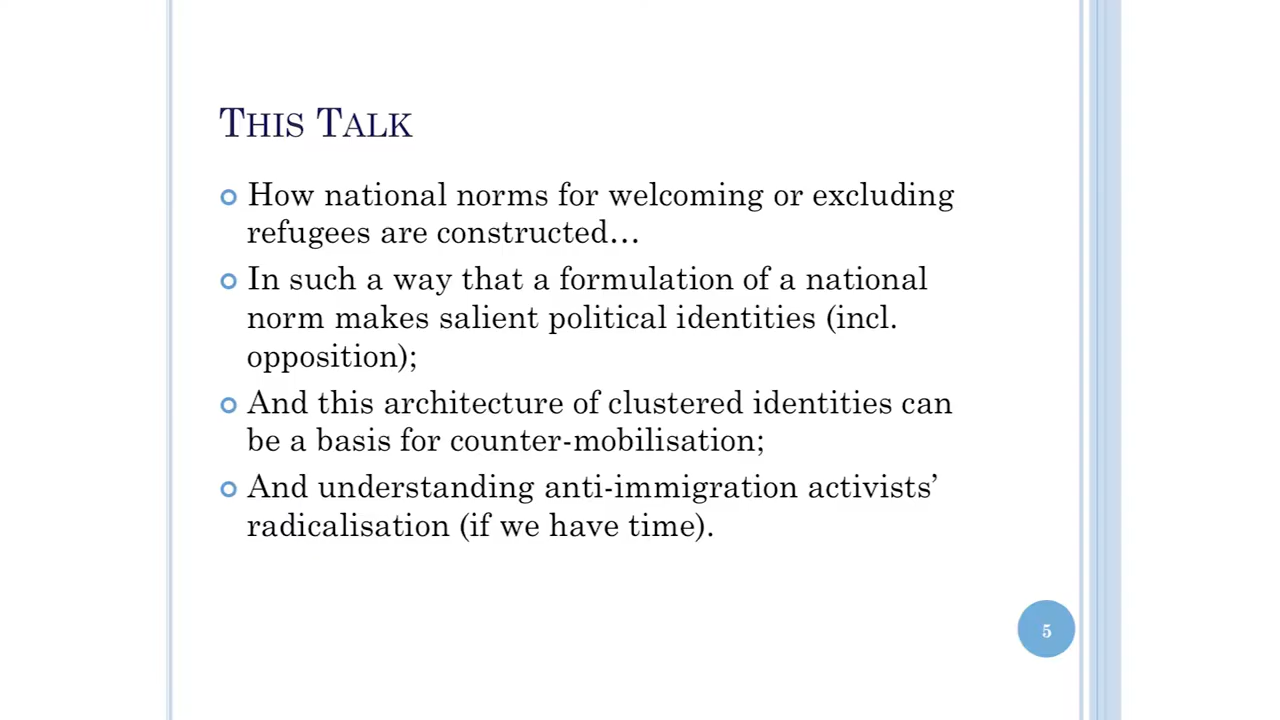 THIS TALK
How national norms for welcoming or excluding
refugees are constructed…
In such a way that a formulation of a national
norm makes salient political identities (incl.
opposition);
And this architecture of clustered identities can
be a basis for counter-mobilisation;
And understanding anti-immigration activists’
radicalisation (if we have time).
5